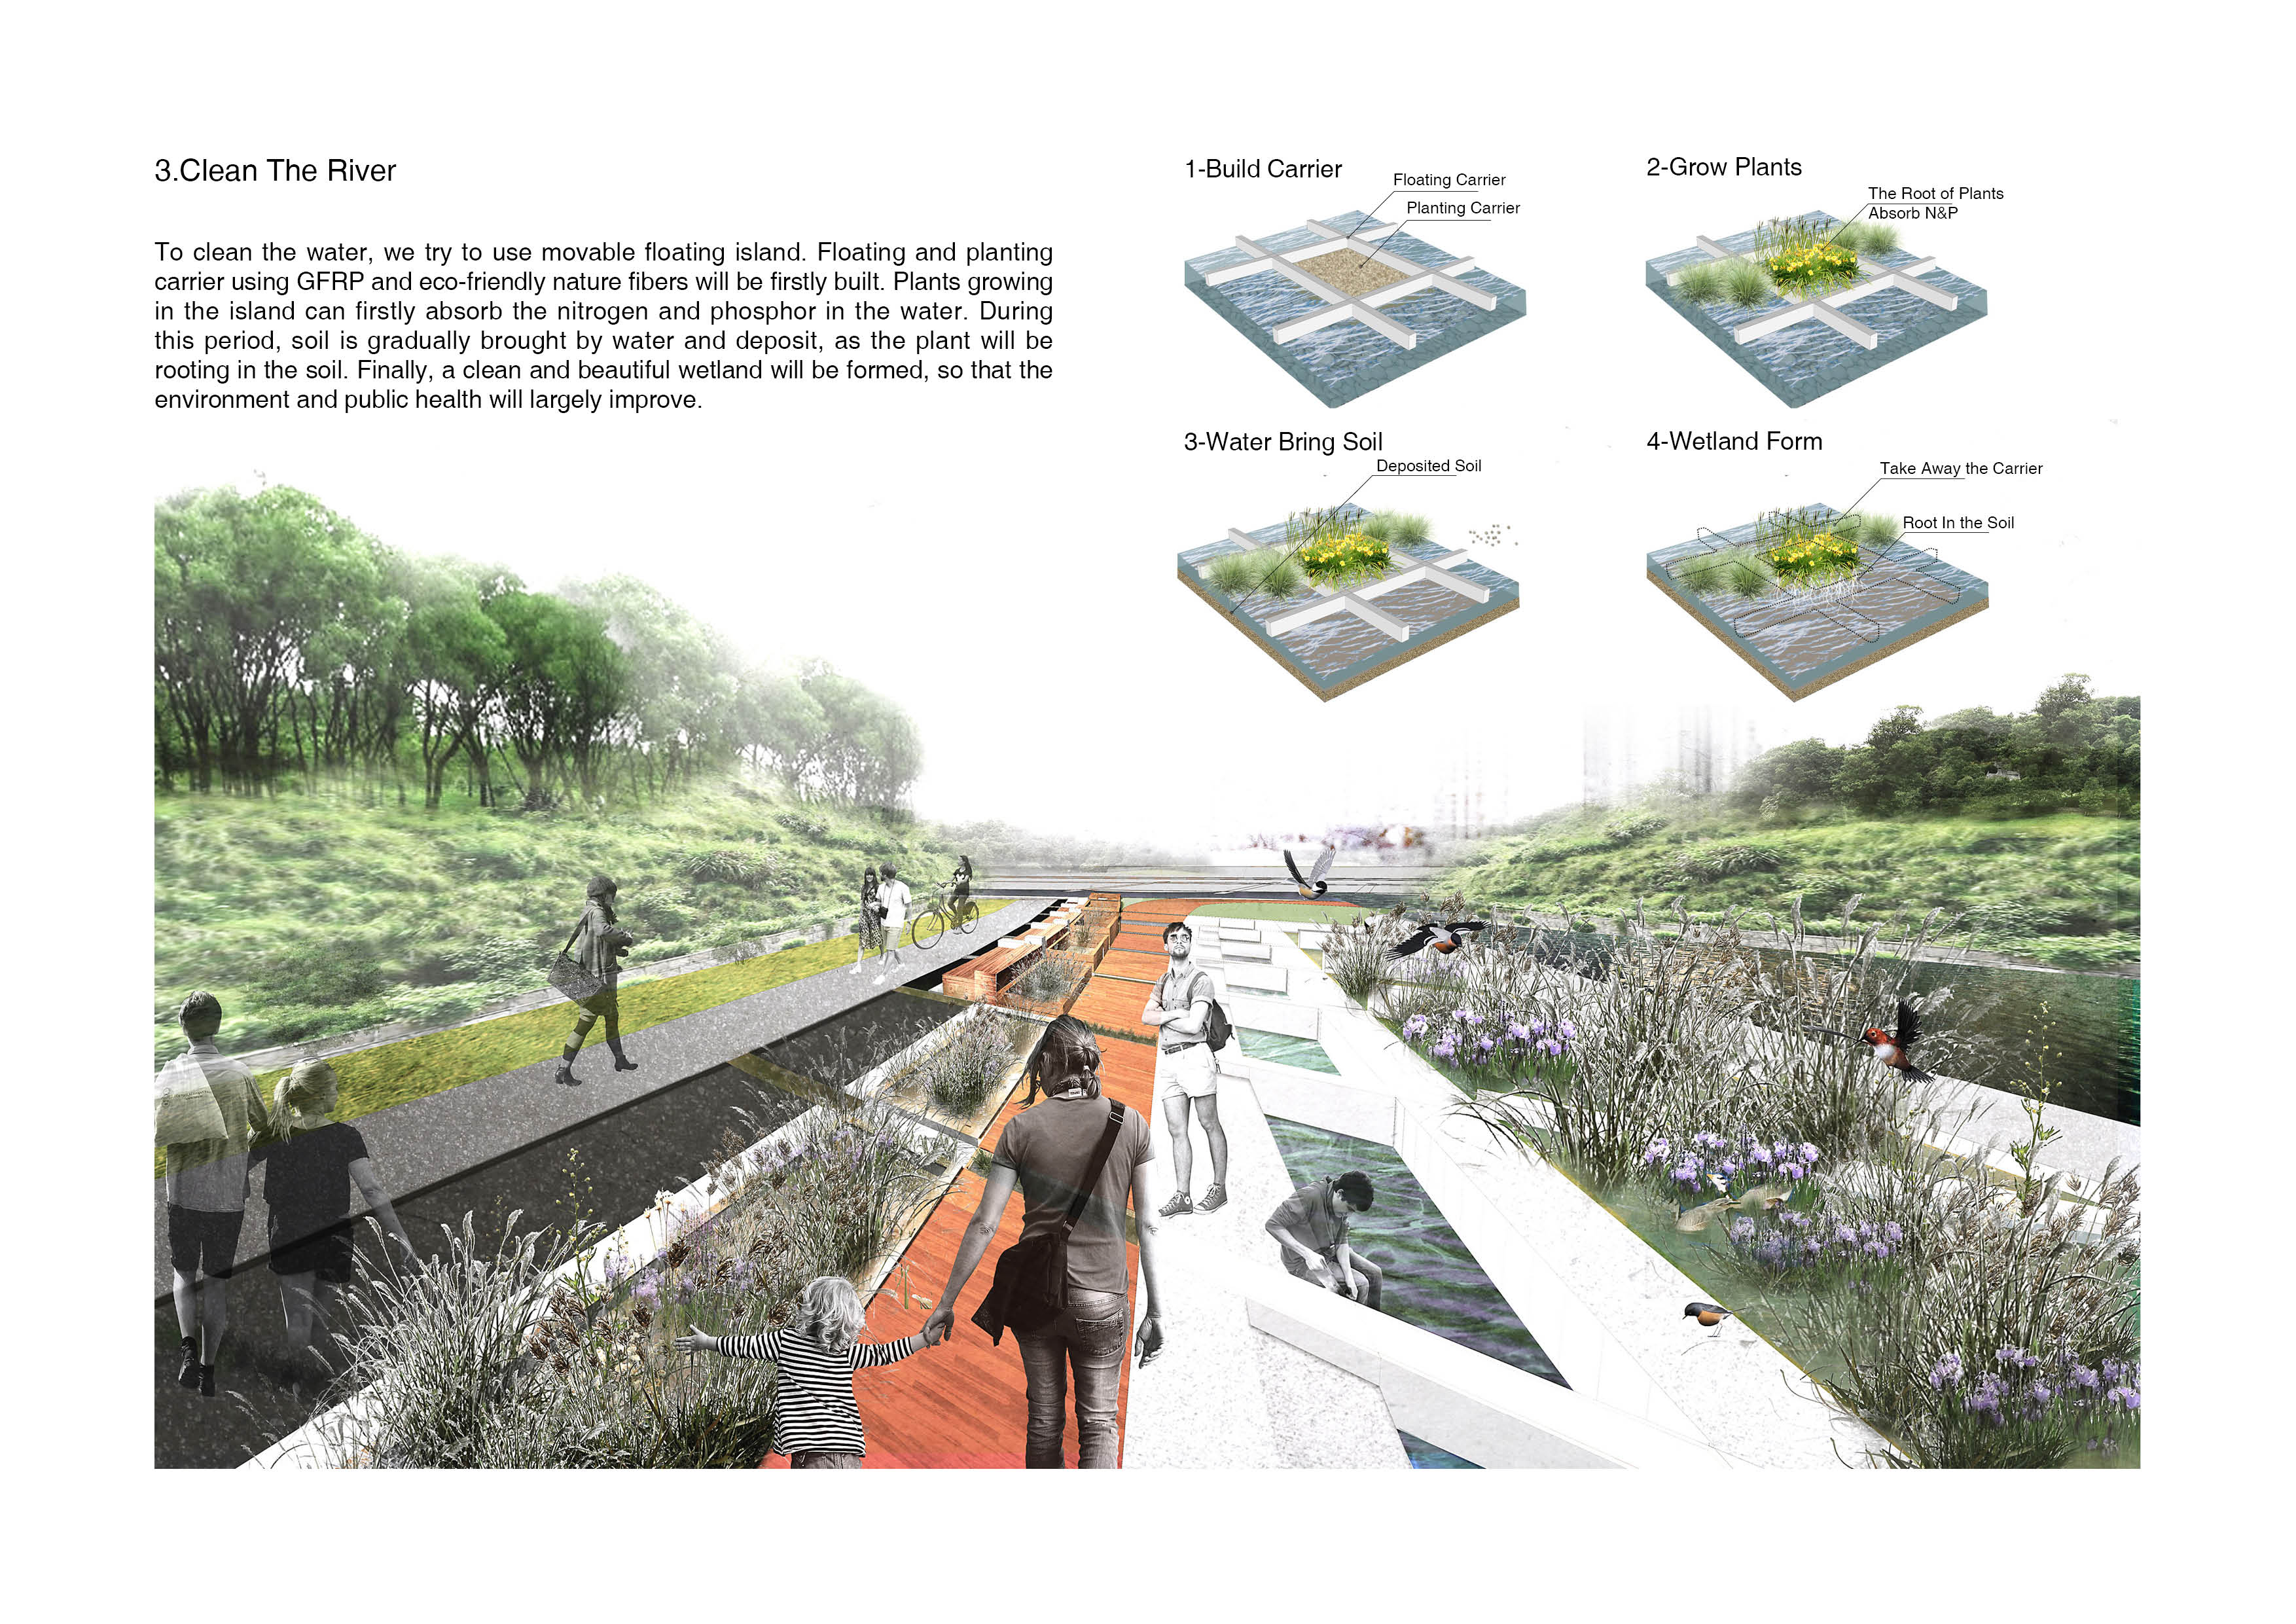 3.Clean The River
To clean the water, we try to use movable floating island. Floating and planting
carrier using GFRP and eco-friendly nature fibers will be firstly built. Plants growing
in the island can firstly absorb the nitrogen and phosphor in the water. During
this period, soil is gradually brought by water and deposit, as the plant will be
rooting in the soil. Finally, a clean and beautiful wetland will be formed, so that the
environment and public health will largely improve.
1-Build Carrier
Floating Carrier
Planting Carrier
2-Grow Plants
The Root of Plants
Absorb N&P
3-Water Bring Soil
Deposited Soil
4-Wetland Form
Take Away the Carrier
Root In the Soil